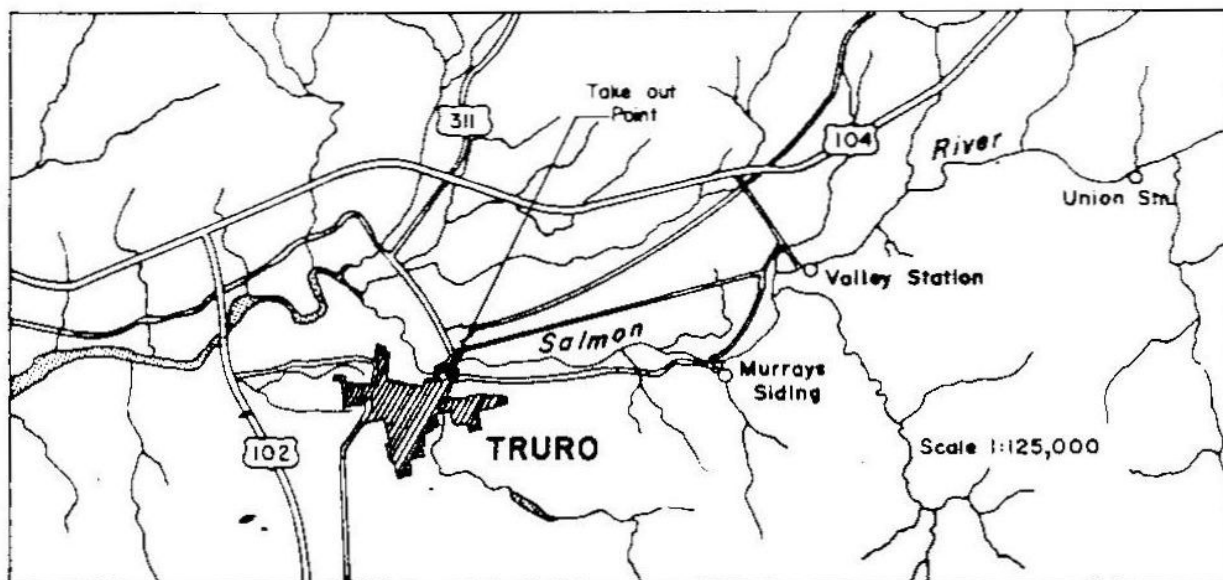 Take out
Point
311
104
River
Union Stn.
Valley Station
Salmon
Murrays
Siding
TRURO
102
Scale 1:125,000